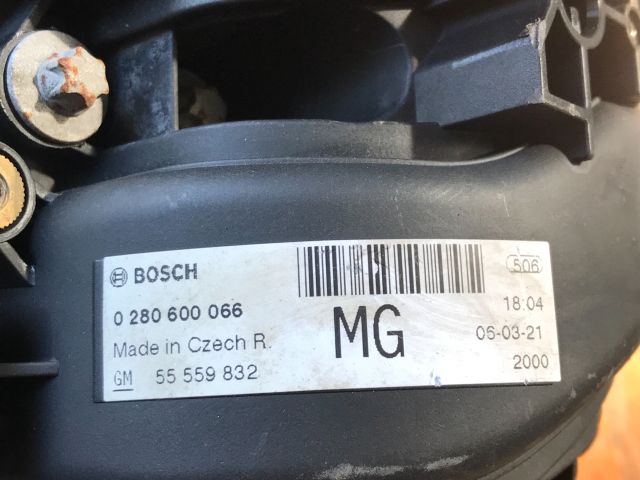 BOSCH
506
0 280 600 066
18:04
Made in Czech R.
MG
06-03-21
GM 55 559 832
2000